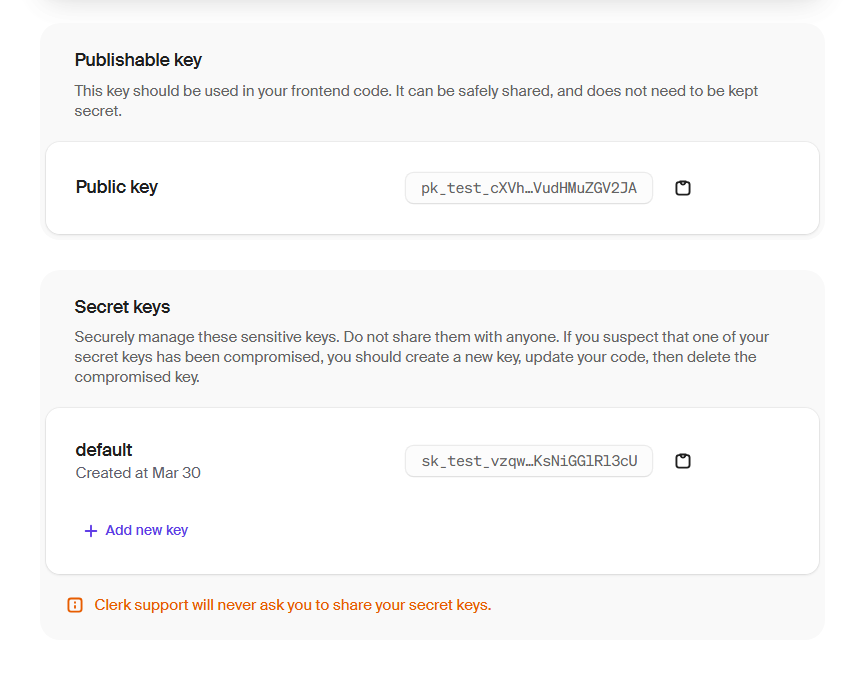 Publishable key
This key should be used in your frontend code. It can be safely shared, and does not need to be kept
secret.
Public key
pk_test_cXVh…VudHMuZGV2JA
Secret keys
Securely manage these sensitive keys. Do not share them with anyone. If you suspect that one of your
secret keys has been compromised, you should create a new key, update your code, then delete the
compromised key.
default
sk_test_vzqw…KsNiGGlRl3cU
Created at Mar 30
+ Add new key
Clerk support will never ask you to share your secret keys.